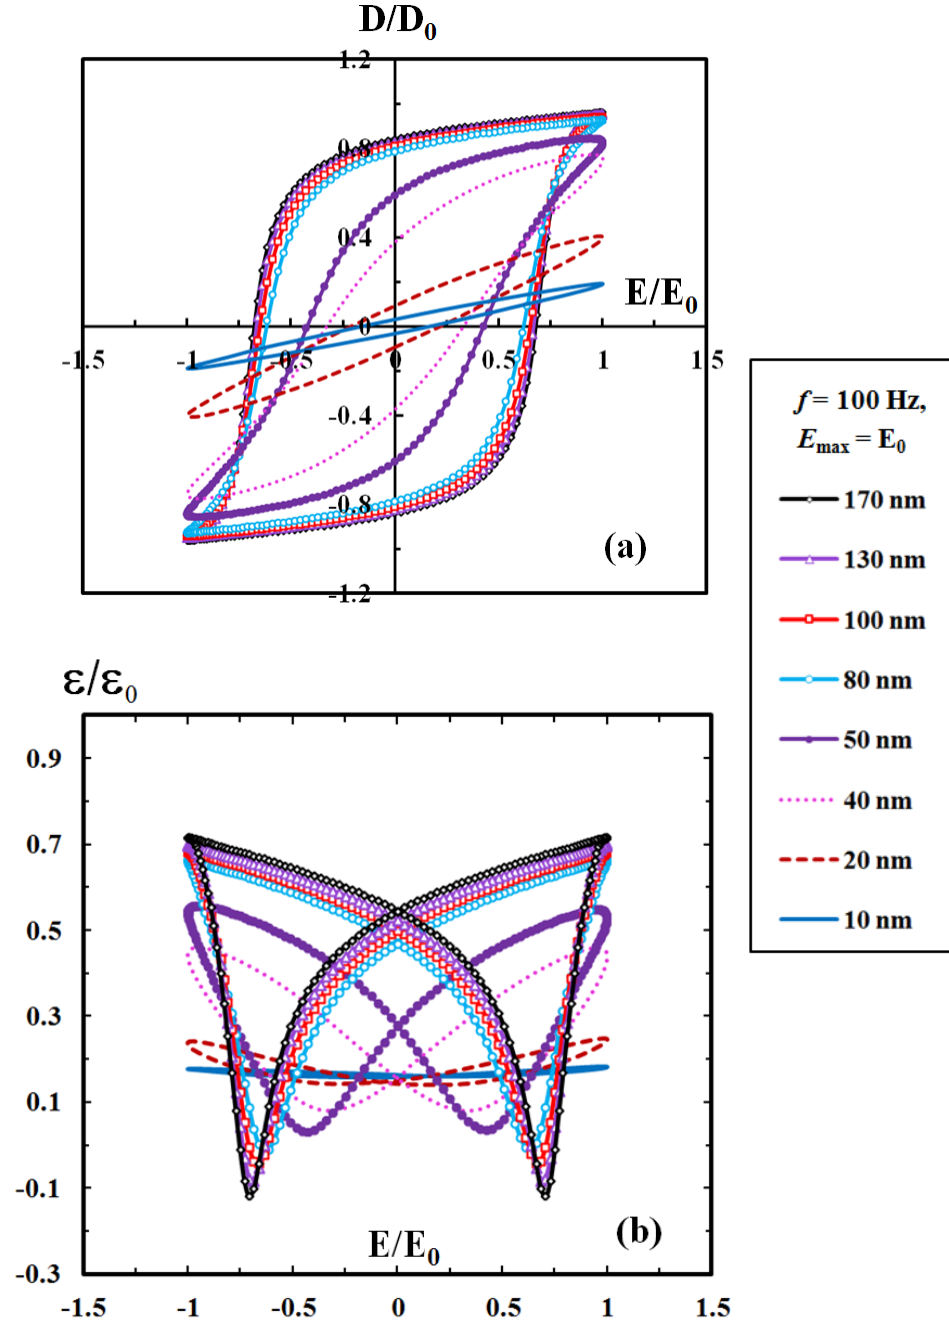 D/D0
1.2
0.8
0.4
E/E0
-1.5
-1
-0.5
0
0
0.5
1
15
-0.4
-0.8
(a)
-1.2
f = 100 Hz,
Emax = E0
170 nm
130 nm
100 nm
80 nm
50 nm
40 nm
20 nm
10 nm
ε/ε0
0.9
0.7
0.5
0.3
0.1
-0.1
-0.3
E/E0
(b)
-1.5
-1
-0.5
0
0.5
1
1.5